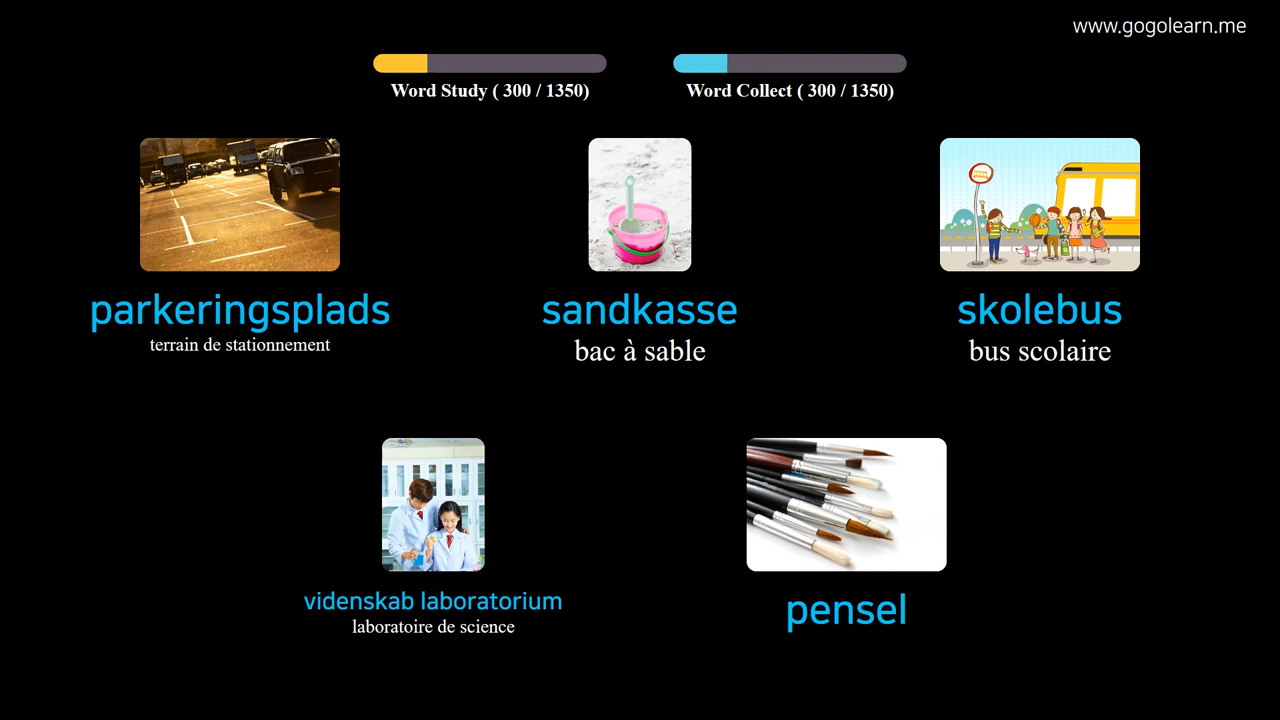 www.gogolearn.me
Word Study ( 300 / 1350)
Word Collect ( 300 / 1350)
parkeringsplads
terrain de stationnement
sandkasse
bac à sable
skolebus
bus scolaire
videnskab laboratorium
laboratoire de science
pensel